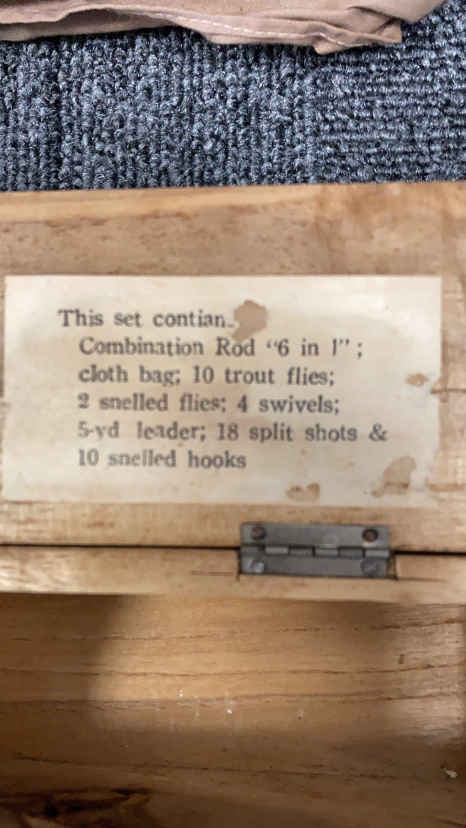 This set contian.
Combination Rod “6 in 1” ;
cloth bag; 10 trout flies;
2 snelled flies; 4 swivels;
5-yd leader; 18 split shots &
10 snelled hooks